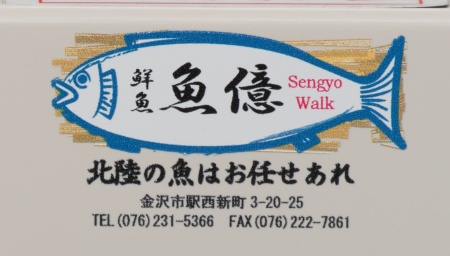 鮮魚 魚億 Sengyo Walk
北陸の魚はお任せあれ
金沢市駅西新町 3-20-25
TEL (076) 231-5366 FAX (076) 222-7861